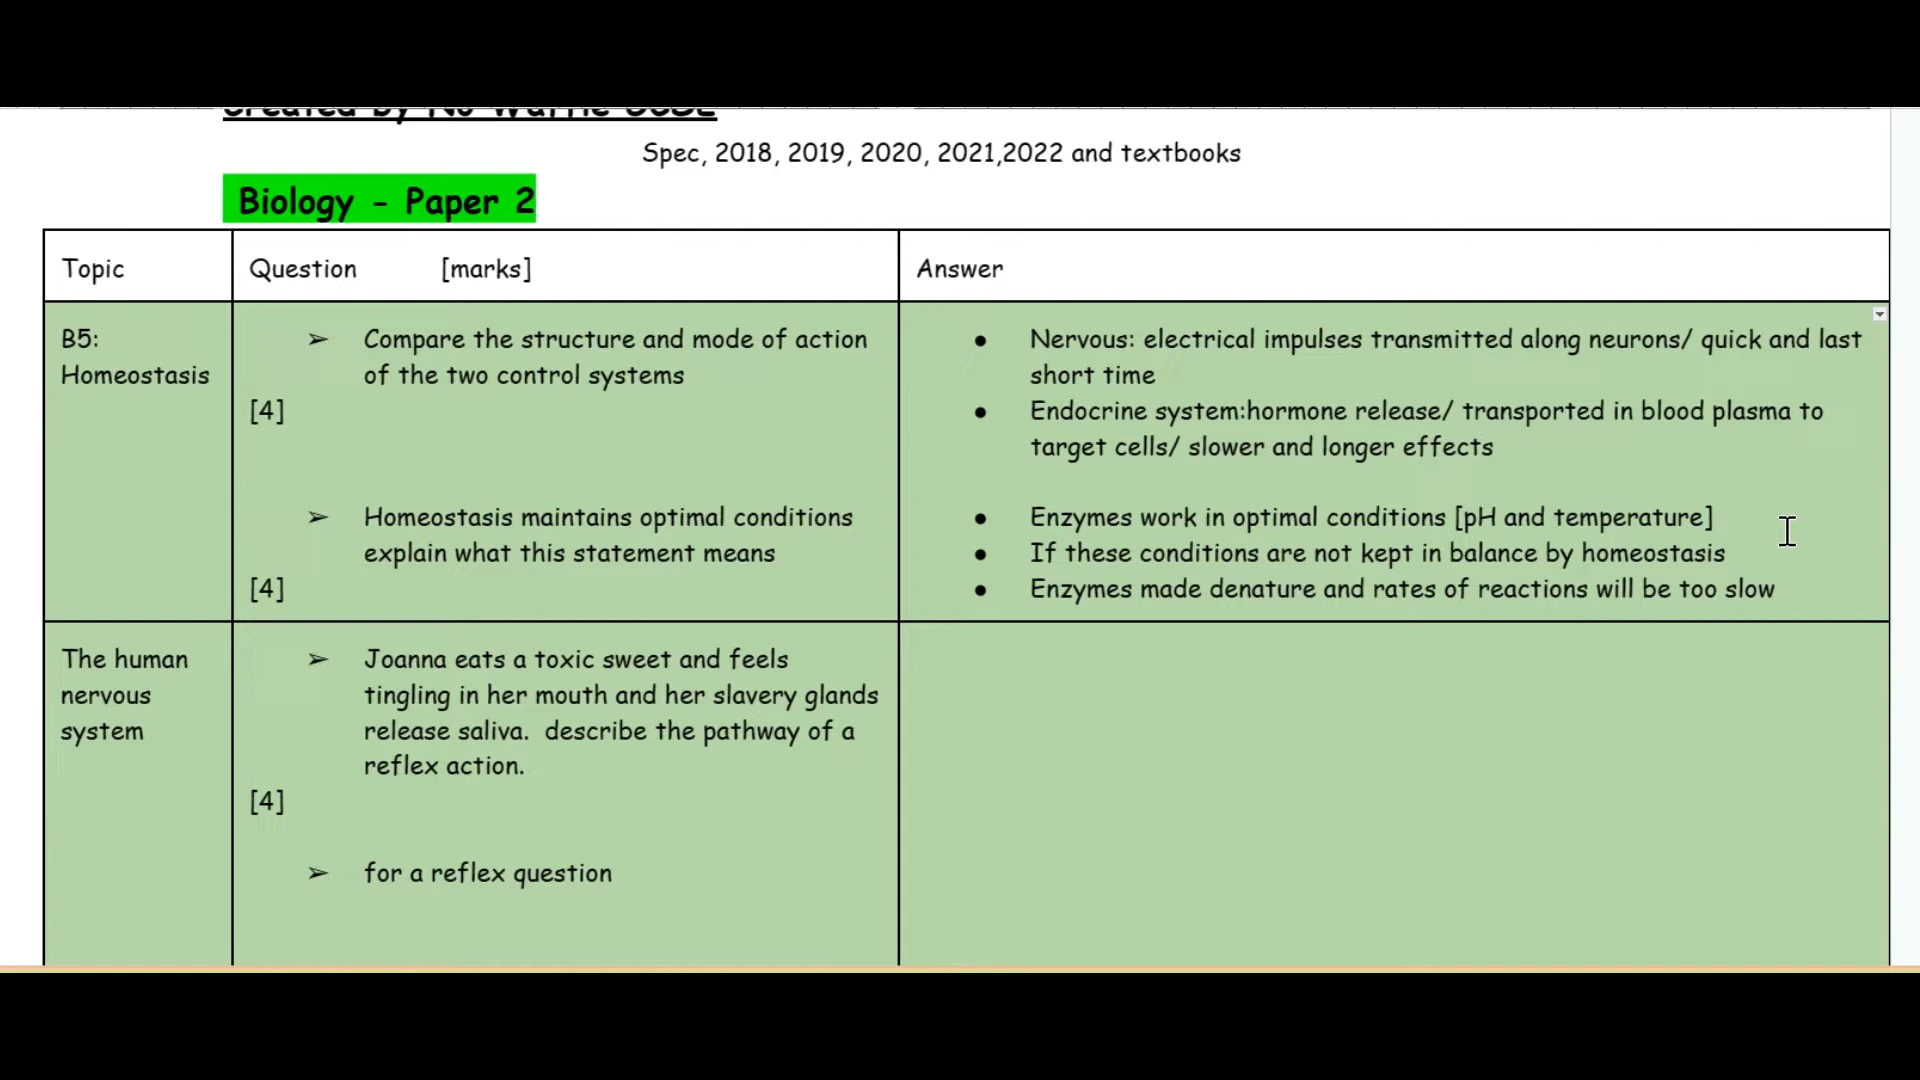 Created by No Waffle GCSE
Spec, 2018, 2019, 2020, 2021,2022 and textbooks
Biology - Paper 2
Topic
Question [marks]
Answer
B5:
Homeostasis
➢ Compare the structure and mode of action
of the two control systems
[4]
➢ Homeostasis maintains optimal conditions
explain what this statement means
[4]
● Nervous: electrical impulses transmitted along neurons/ quick and last
short time
● Endocrine system:hormone release/ transported in blood plasma to
target cells/ slower and longer effects
● Enzymes work in optimal conditions [pH and temperature]
● If these conditions are not kept in balance by homeostasis
● Enzymes made denature and rates of reactions will be too slow
The human
nervous
system
➢ Joanna eats a toxic sweet and feels
tingling in her mouth and her slavery glands
release saliva.  describe the pathway of a
reflex action.
[4]
➢ for a reflex question